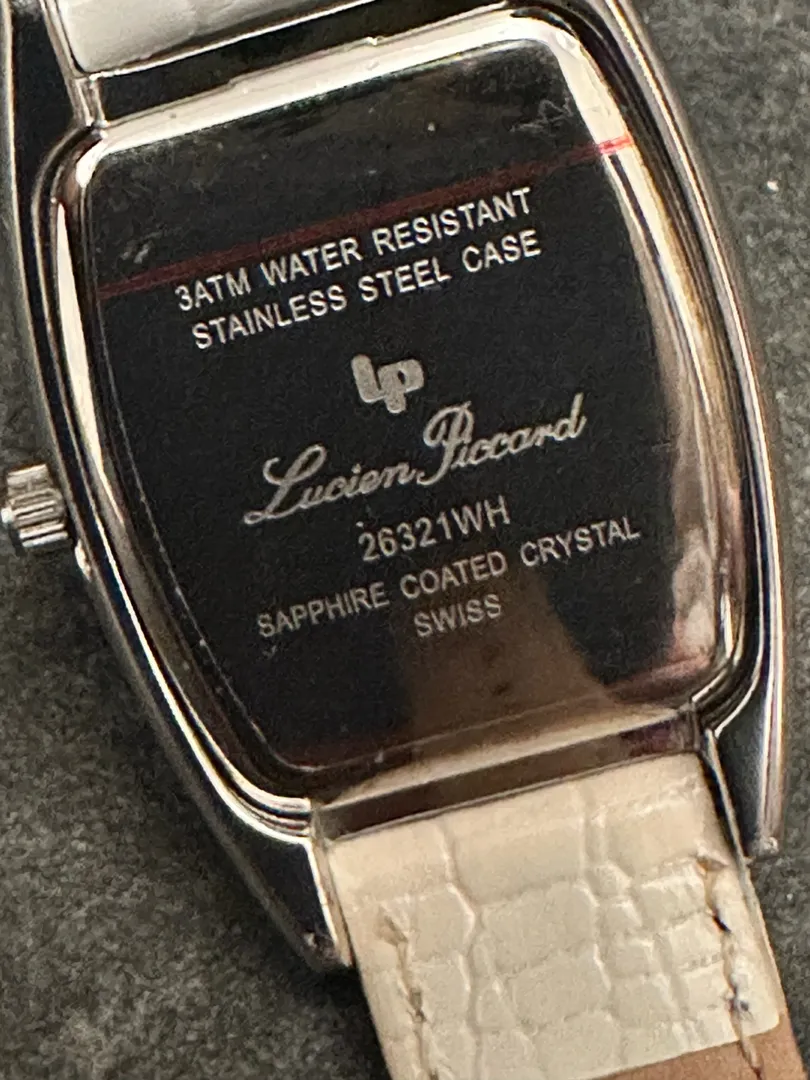 3ATM WATER RESISTANT
STAINLESS STEEL CASE
LP
Lucien Piccard
26321WH
SAPPHIRE COATED CRYSTAL
SWISS